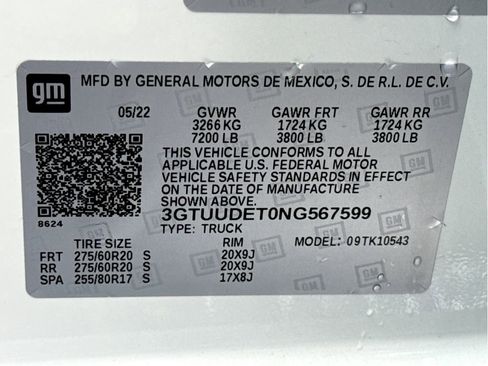 gm
MFD BY GENERAL MOTORS DE MEXICO, S. DE R.L. DE C.V.
05/22 GVWR GAWR FRT GAWR RR
3266 KG 1724 KG 1724 KG
7200 LB 3800 LB 3800 LB
THIS VEHICLE CONFORMS TO ALL
APPLICABLE U.S. FEDERAL MOTOR
VEHICLE SAFETY STANDARDS IN EFFECT
ON THE DATE OF MANUFACTURE
SHOWN ABOVE.
8624
3GTUUDET0NG567599
TYPE: TRUCK MODEL: 09TK10543
TIRE SIZE RIM
FRT 275/60R20 S 20X9J
RR 275/60R20 S 20X9J
SPA 255/80R17 S 17X8J